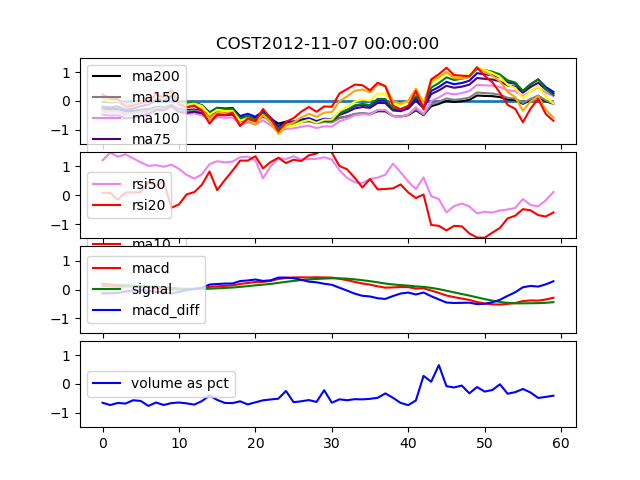 COST2012-11-07 00:00:00
1
0
−1
ma200
ma150
ma100
ma75
1
0
−1
rsi50
rsi20
ma10
1
0
−1
macd
signal
macd_diff
1
0
−1
volume as pct
0 10 20 30 40 50 60